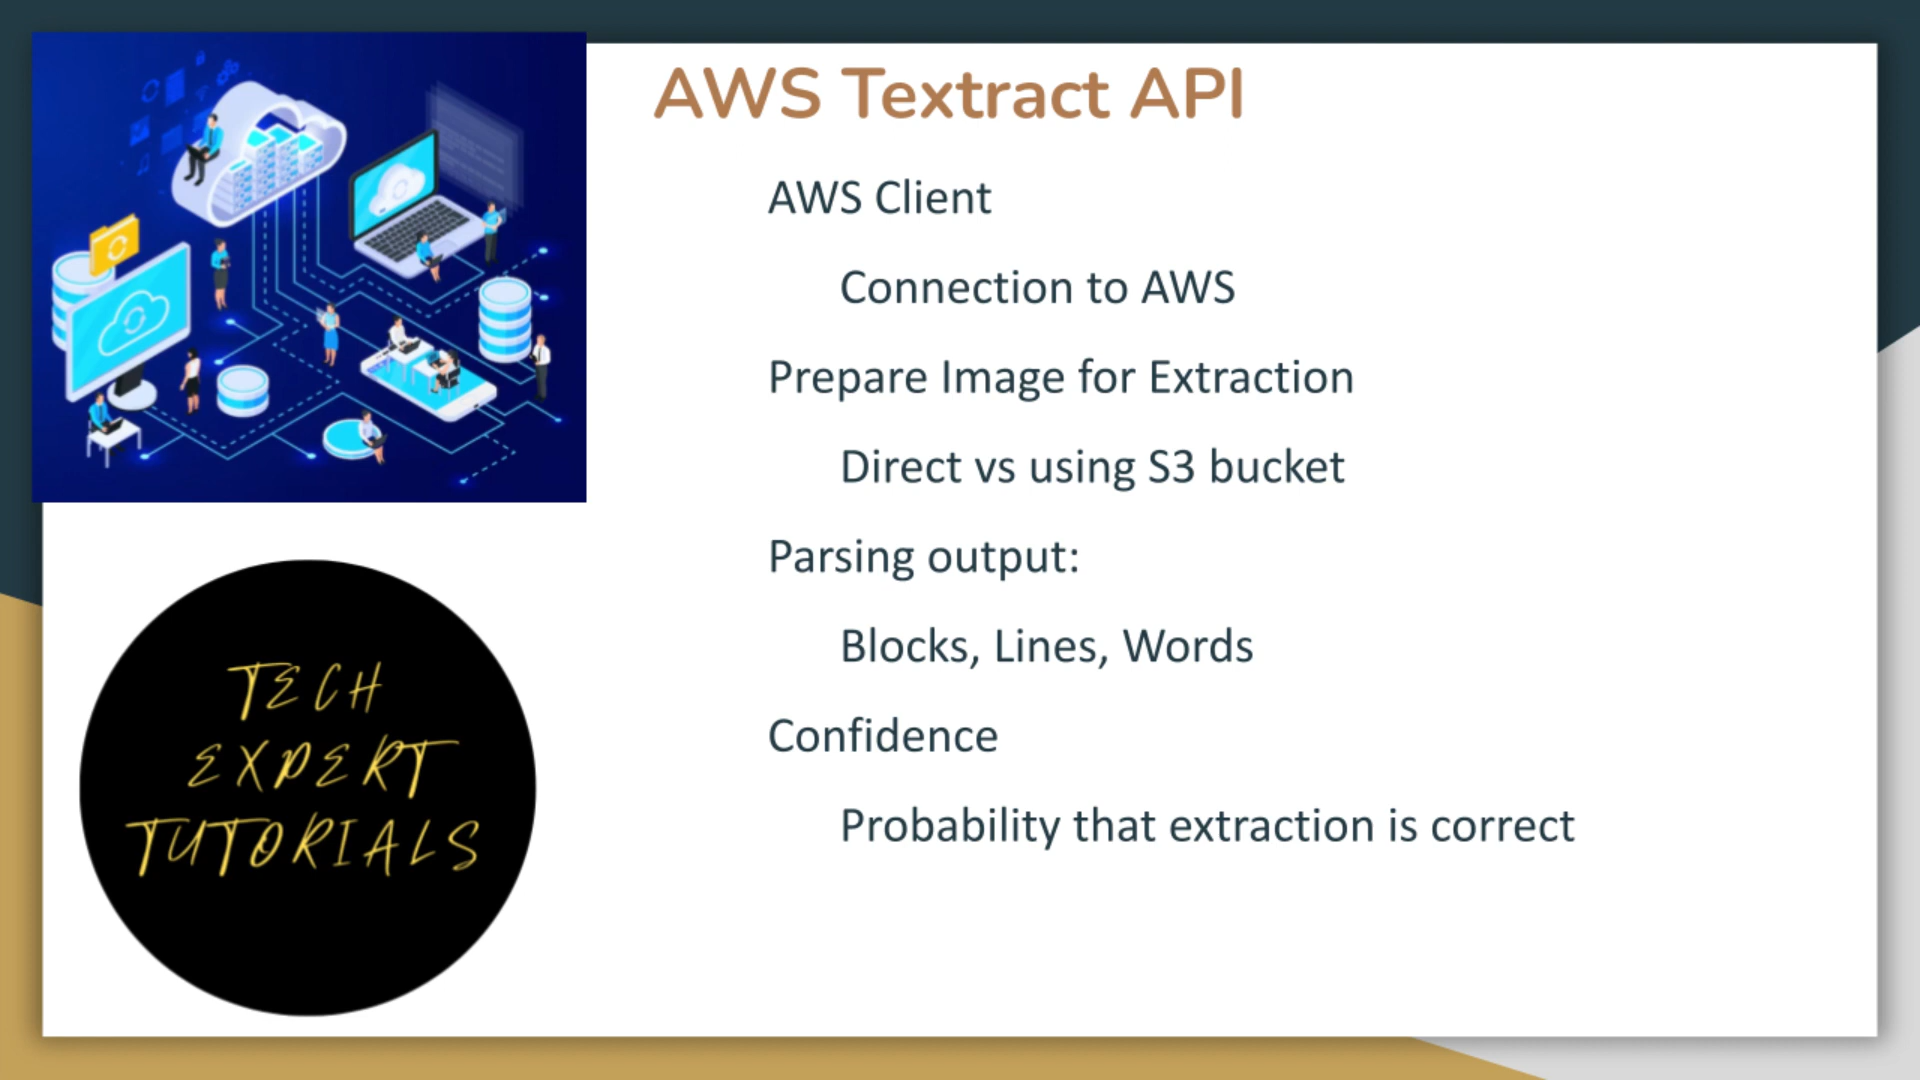 AWS Textract API
AWS Client
Connection to AWS
Prepare Image for Extraction
Direct vs using S3 bucket
Parsing output:
Blocks, Lines, Words
Confidence
Probability that extraction is correct
TECH
EXPERT
TUTORIALS